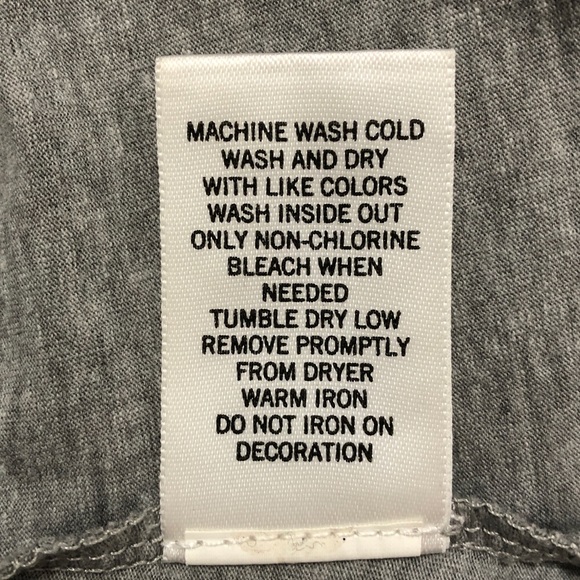 MACHINE WASH COLD
WASH AND DRY
WITH LIKE COLORS
WASH INSIDE OUT
ONLY NON-CHLORINE
BLEACH WHEN
NEEDED
TUMBLE DRY LOW
REMOVE PROMPTLY
FROM DRYER
WARM IRON
DO NOT IRON ON
DECORATION